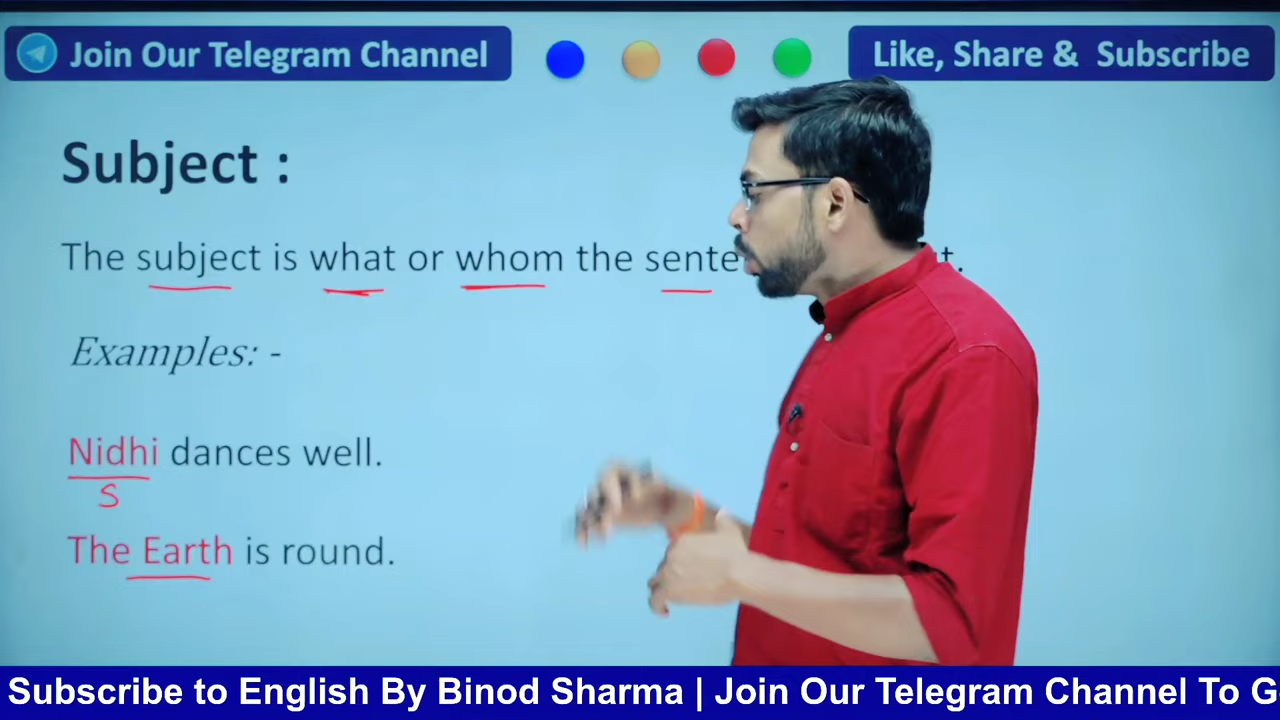 Join Our Telegram Channel
Like, Share & Subscribe
Subject :
The subject is what or whom the
Examples: -
Nidhi dances well.
S
The Earth is round.
Subscribe to English By Binod Sharma | Join Our Telegram Channel To